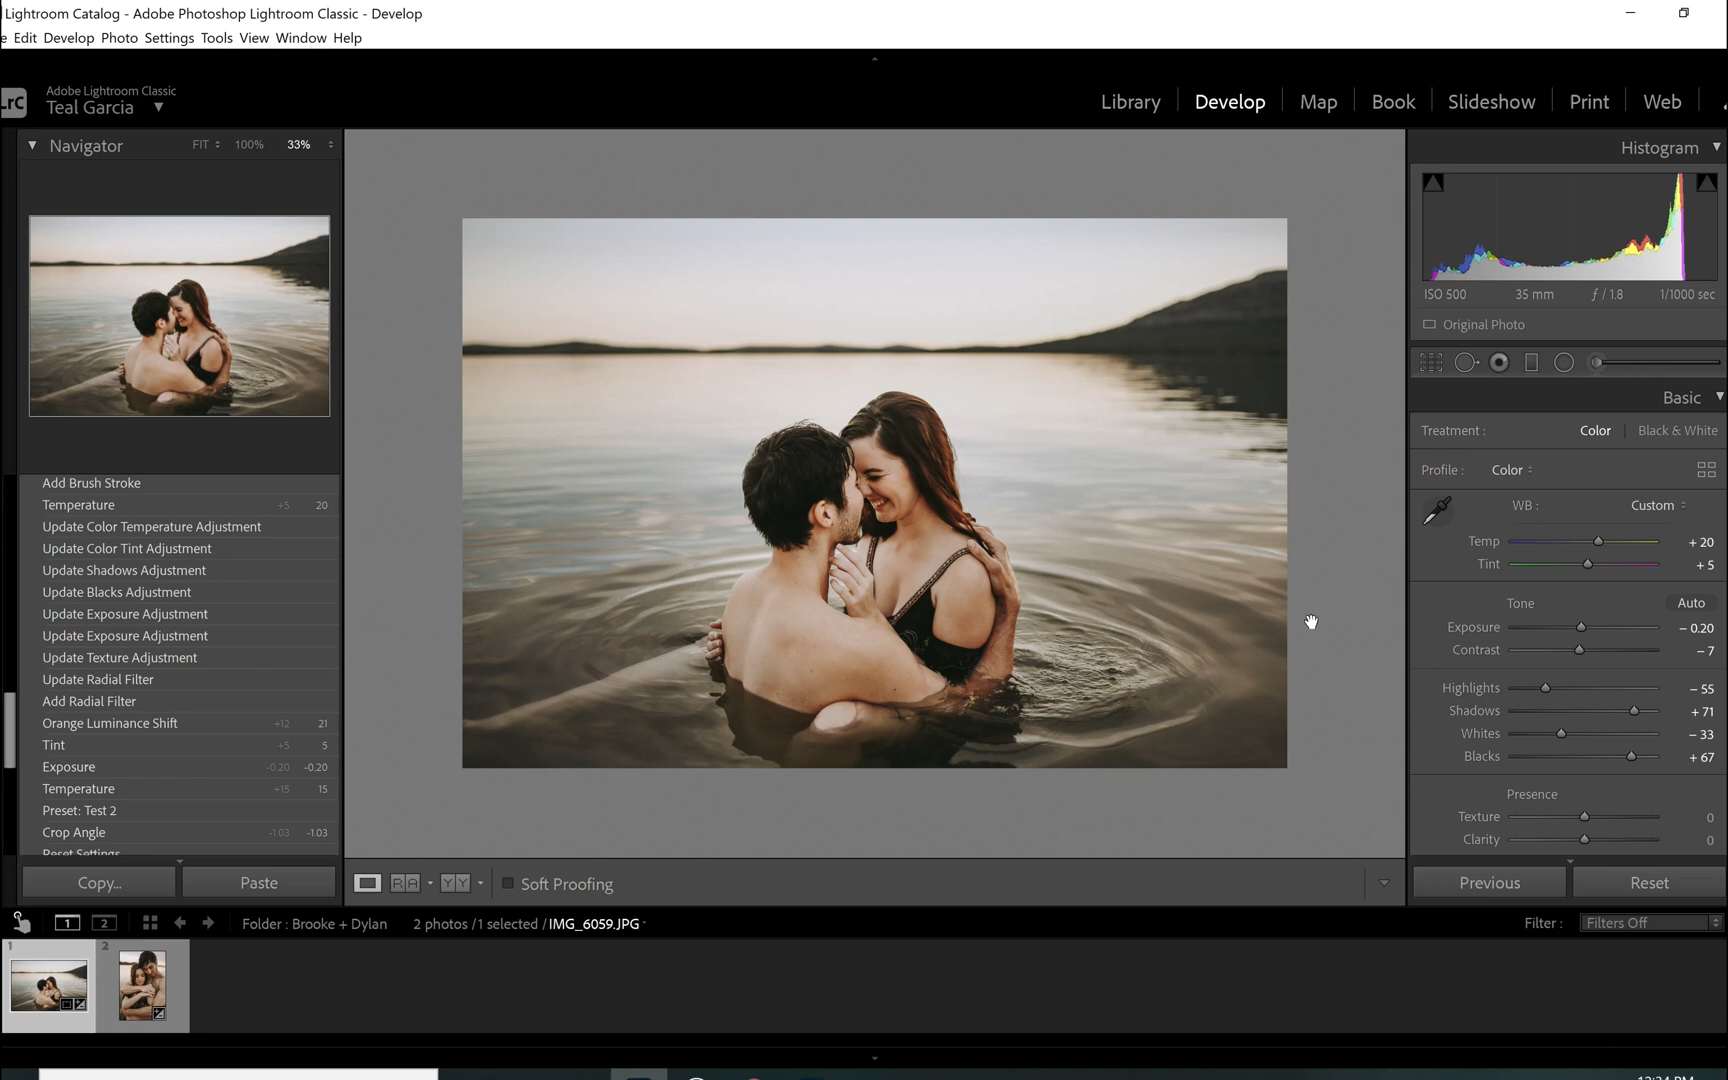 Lightroom Catalog - Adobe Photoshop Lightroom Classic - Develop
e Edit Develop Photo Settings Tools View Window Help
LrC
Adobe Lightroom Classic
Teal Garcia
Library Develop Map Book Slideshow Print Web
Navigator FIT 100% 33%
Histogram
ISO 500 35 mm ƒ / 1.8 1/1000 sec
Original Photo
Basic
Treatment : Color Black & White
Profile : Color
WB : Custom
Temp + 20
Tint + 5
Tone Auto
Exposure − 0.20
Contrast − 7
Highlights − 55
Shadows + 71
Whites − 33
Blacks + 67
Presence
Texture 0
Clarity 0
Previous Reset
Add Brush Stroke
Temperature +5 20
Update Color Temperature Adjustment
Update Color Tint Adjustment
Update Shadows Adjustment
Update Blacks Adjustment
Update Exposure Adjustment
Update Exposure Adjustment
Update Texture Adjustment
Update Radial Filter
Add Radial Filter
Orange Luminance Shift +12 21
Tint +5 5
Exposure -0.20 -0.20
Temperature +15 15
Preset: Test 2
Crop Angle -1.03 -1.03
Reset Settings
Copy... Paste
R A Y Y Soft Proofing
1 2 Folder : Brooke + Dylan 2 photos / 1 selected / IMG_6059.JPG
Filter : Filters Off
1 2
12:34 PM